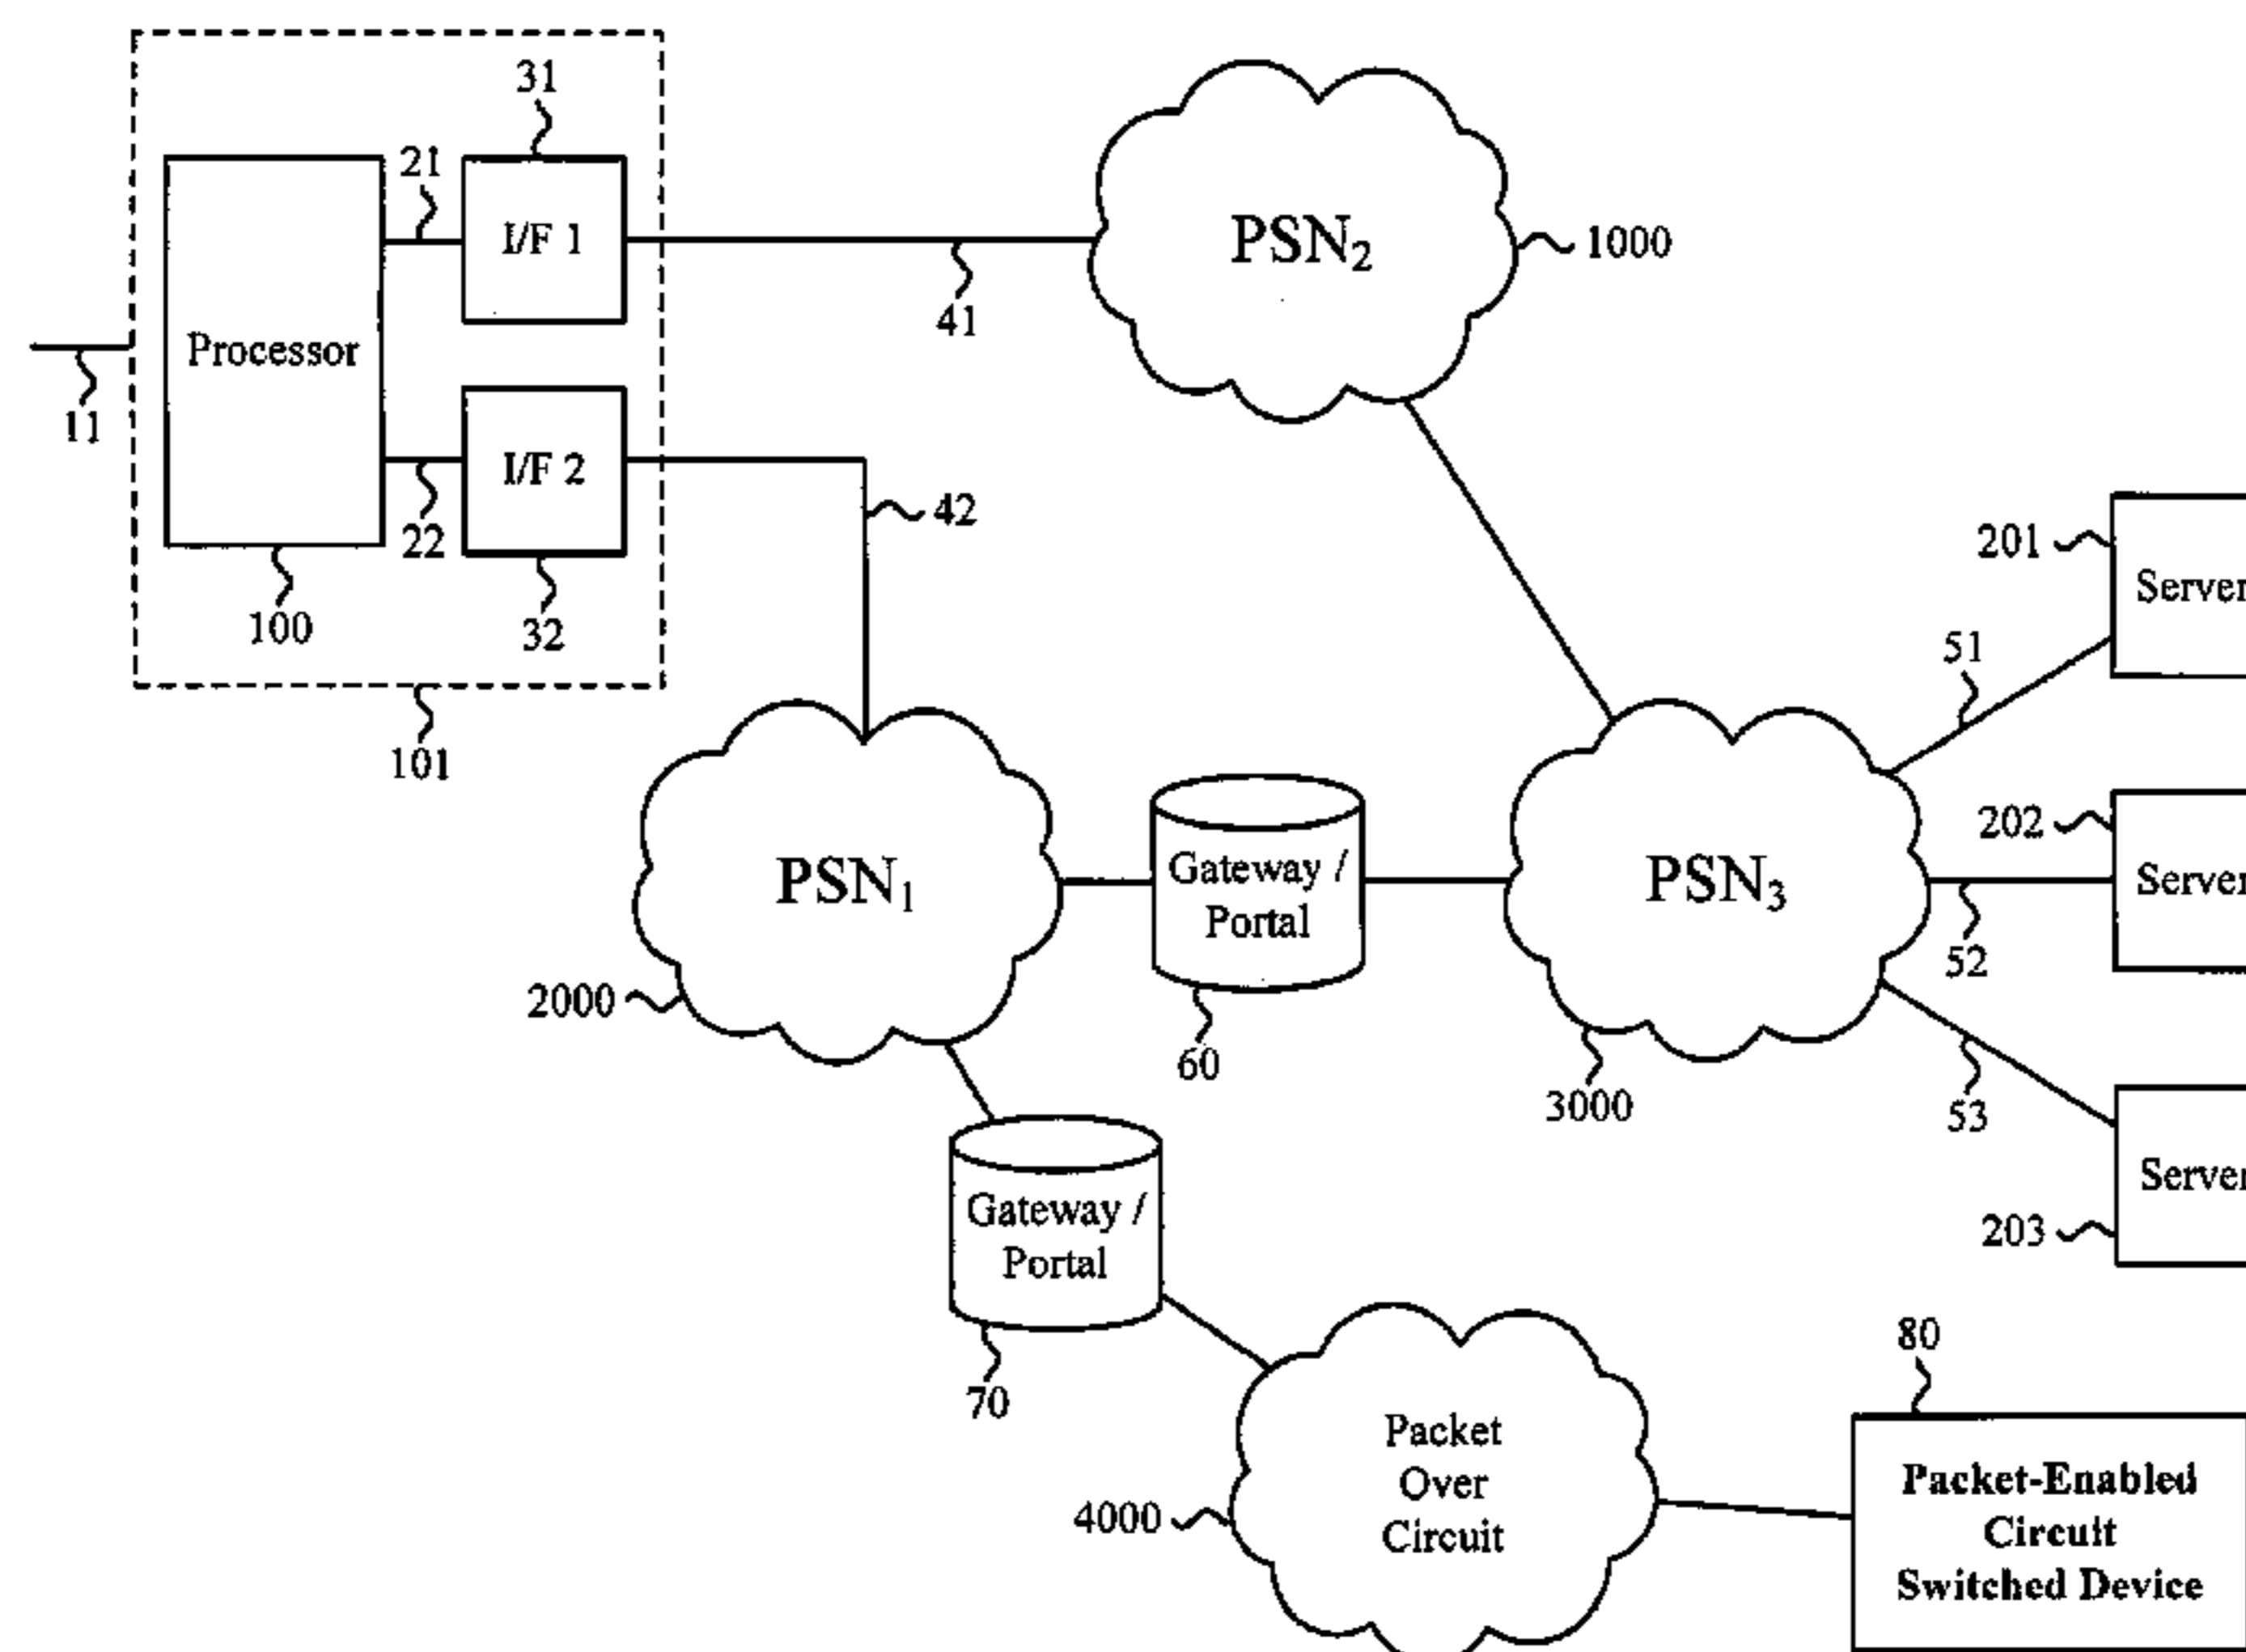 31
21
I/F 1
PSN2
1000
41
Processor
11
I/F 2
42
22
100
32
201
Server
51
101
202
Server
PSN1
Gateway /
Portal
PSN3
52
2000
60
3000
53
Server
203
Gateway /
Portal
70
80
Packet
Over
Circuit
4000
Packet-Enabled
Circuit
Switched Device